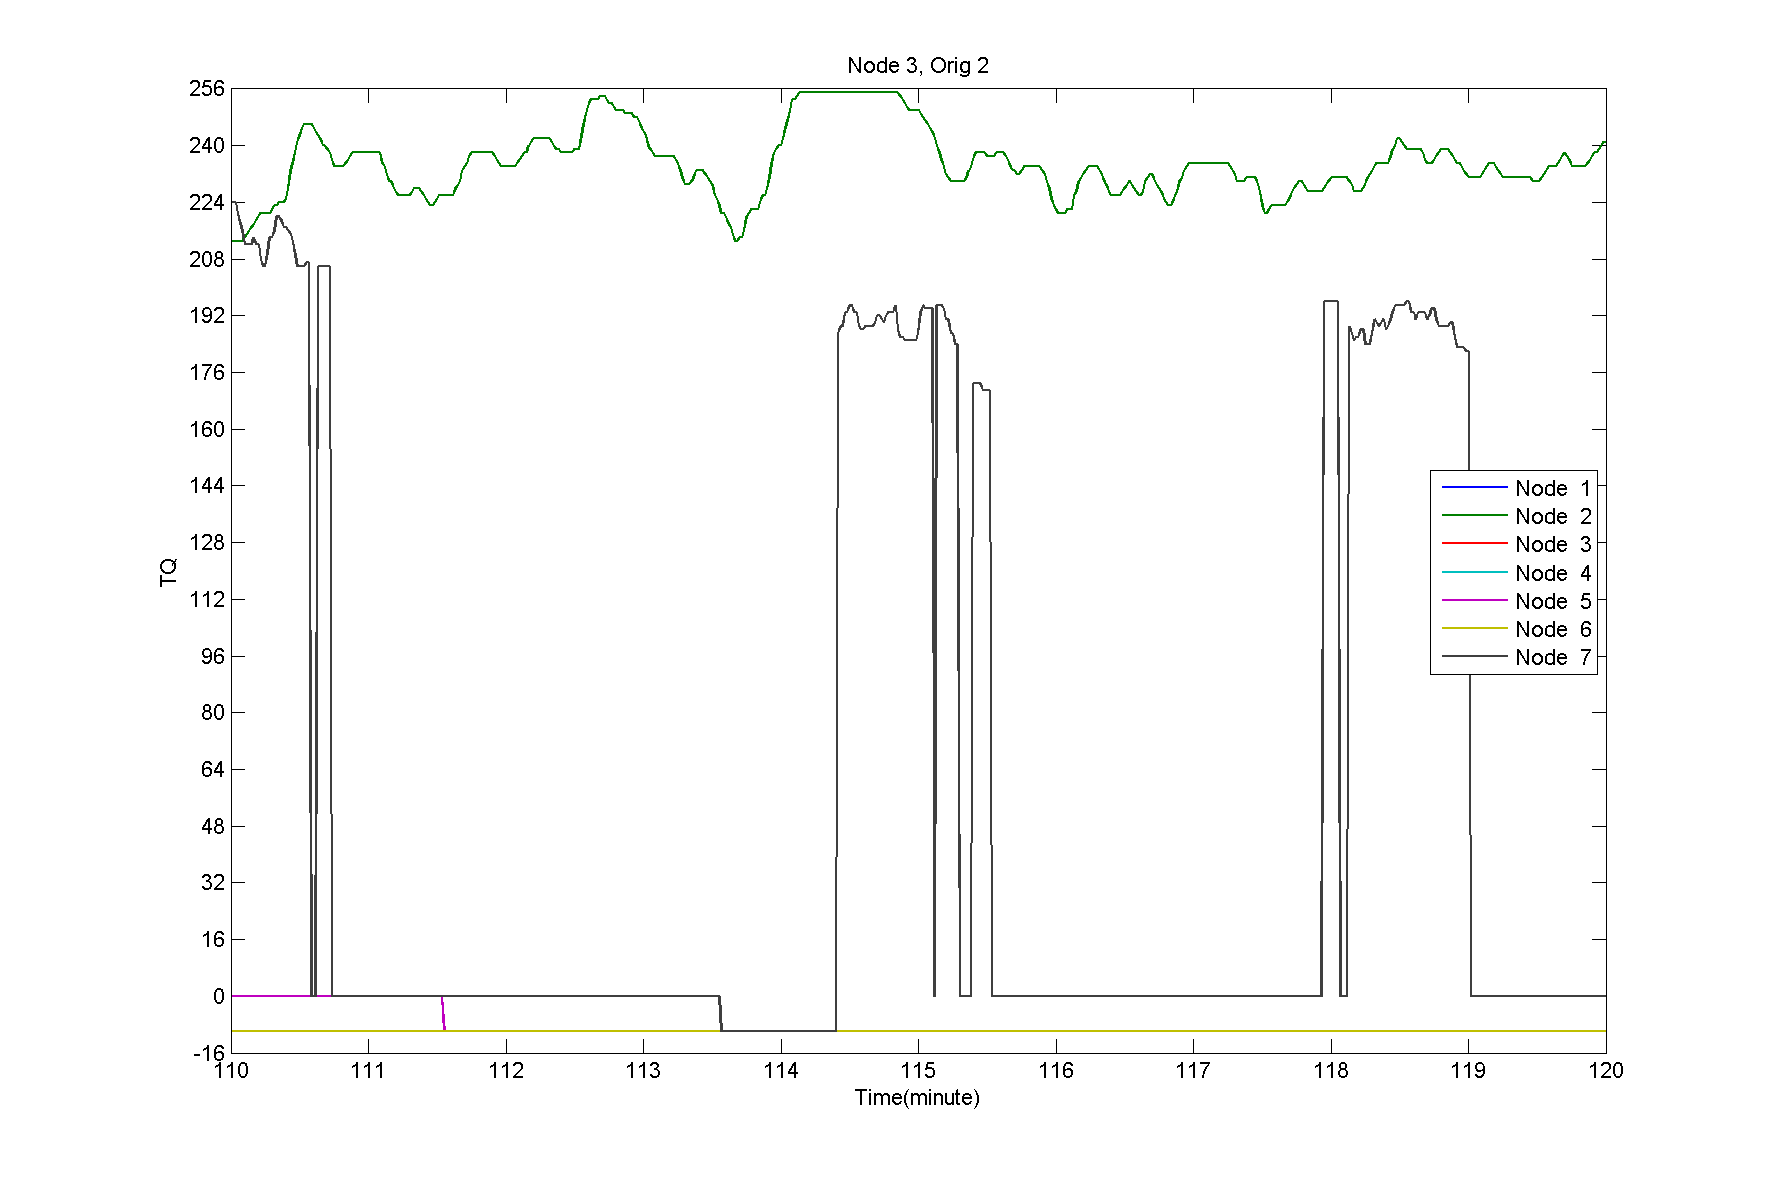 Node 3, Orig 2
256
240
224
208
192
176
160
144
128
112
96
80
64
48
32
16
0
-16
TQ
Node 1
Node 2
Node 3
Node 4
Node 5
Node 6
Node 7
110 111 112 113 114 115 116 117 118 119 120
Time(minute)